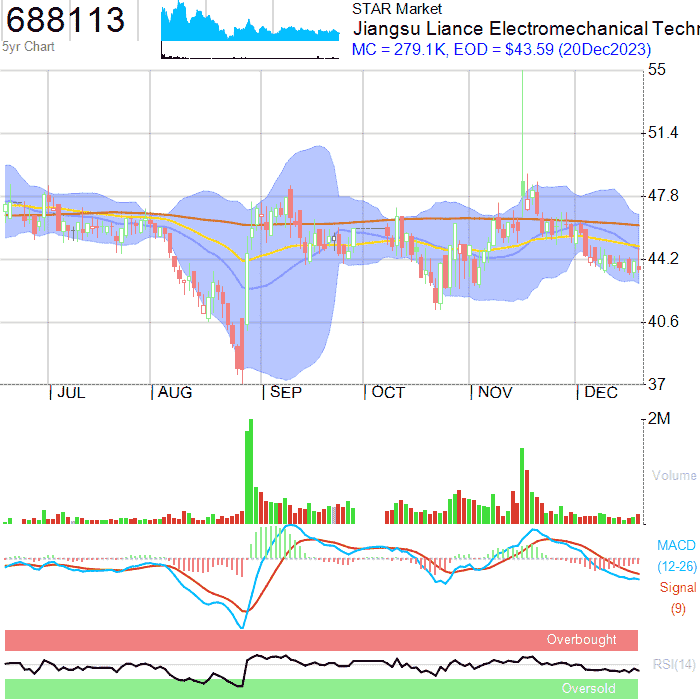 688113
5yr Chart
STAR Market
Jiangsu Liance Electromechanical Techn
MC = 279.1K, EOD = $43.59 (20Dec2023)
55
51.4
47.8
44.2
40.6
37
JUL AUG SEP OCT NOV DEC
2M
Volume
MACD
(12-26)
Signal
(9)
Overbought
RSI(14)
Oversold